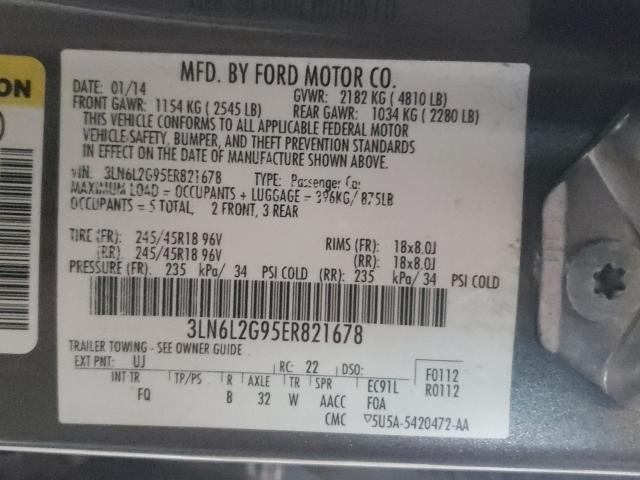 ON
MFD. BY FORD MOTOR CO.
DATE: 01/14 GVWR: 2182 KG ( 4810 LB)
FRONT GAWR: 1154 KG ( 2545 LB) REAR GAWR: 1034 KG ( 2280 LB)
THIS VEHICLE CONFORMS TO ALL APPLICABLE FEDERAL MOTOR
VEHICLE SAFETY, BUMPER, AND THEFT PREVENTION STANDARDS
IN EFFECT ON THE DATE OF MANUFACTURE SHOWN ABOVE.
VIN: 3LN6L2G95ER821678 TYPE: Passenger Car
MAXIMUM LOAD = OCCUPANTS + LUGGAGE = 396KG/ 875LB
OCCUPANTS = 5 TOTAL, 2 FRONT, 3 REAR
TIRE (FR): 245/45R18 96V RIMS (FR): 18x8.0J
(RR): 245/45R18 96V (RR): 18x8.0J
PRESSURE (FR): 235 kPa/ 34 PSI COLD (RR): 235 kPa/ 34 PSI COLD
3LN6L2G95ER821678
TRAILER TOWING - SEE OWNER GUIDE
EXT PNT: UJ RC: 22 DSO: F0112
INT TR TP/PS R AXLE TR SPR EC91L R0112
FQ B 32 W AACC F0A
CMC ▽5U5A-5420472-AA